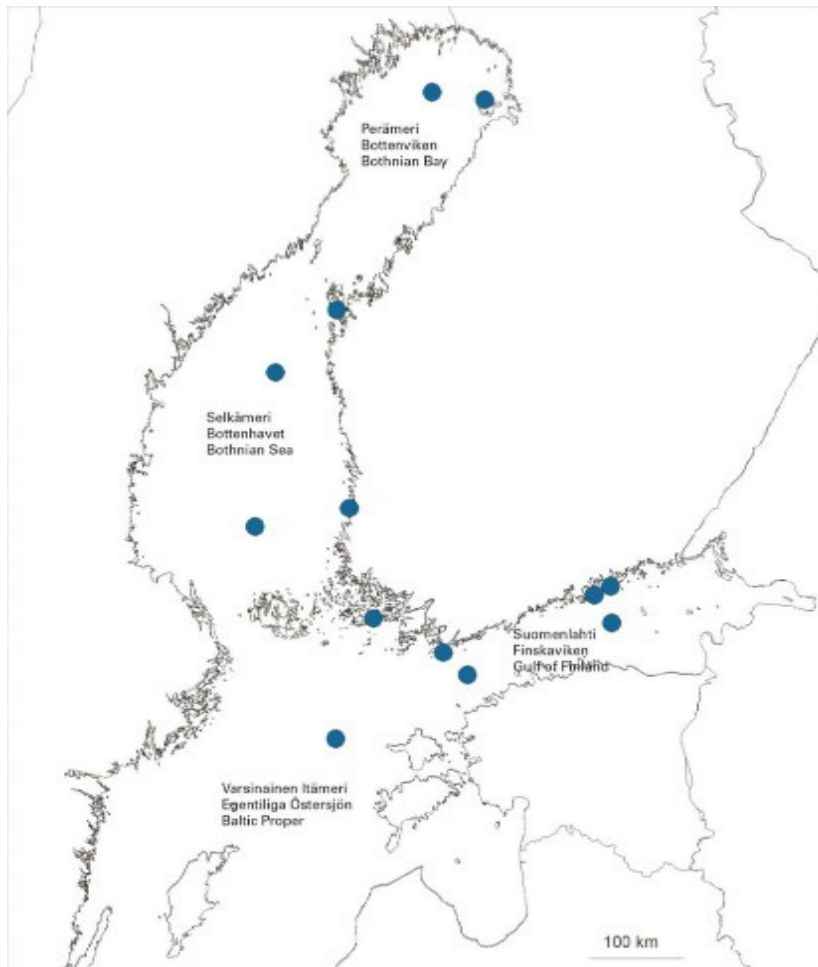 Perämeri
Bottenviken
Bothnian Bay
Selkämeri
Bottenhavet
Bothnian Sea
Suomenlahti
Finskaviken
Gulf of Finland
Varsinainen Itämeri
Egentiliga Östersjön
Baltic Proper
100 km